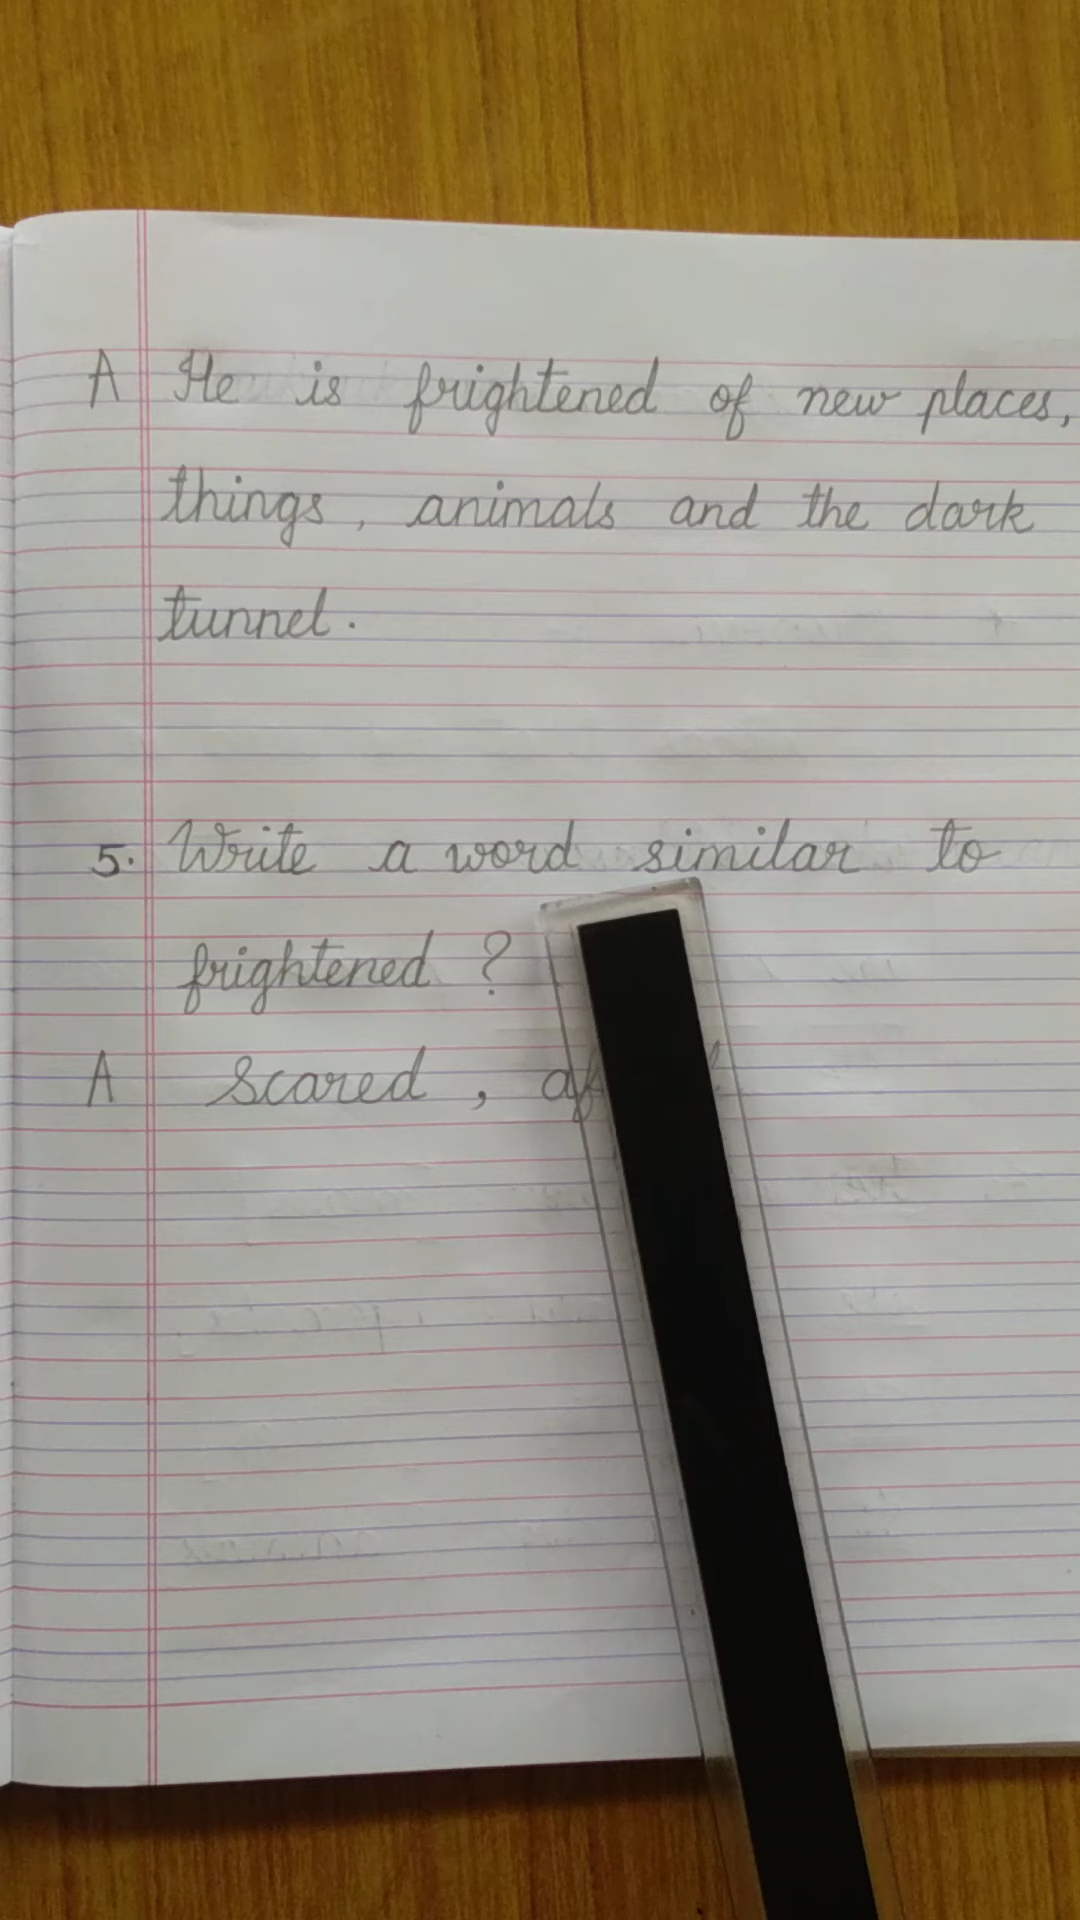 A He is frightened of new places,
things, animals and the dark
tunnel.
5. Write a word similar to
frightened ?
A scared,